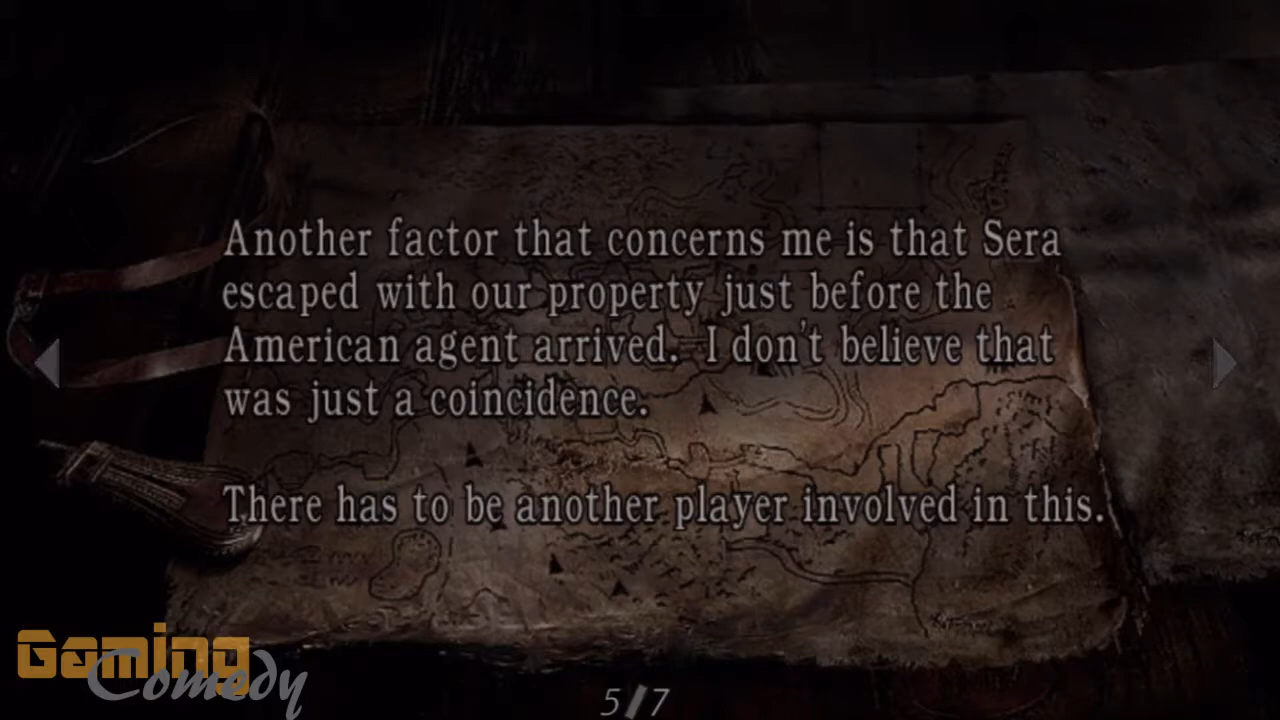 Another factor that concerns me is that Sera
escaped with our property just before the
American agent arrived. I don't believe that
was just a coincidence.
There has to be another player involved in this.
Gaming
Comedy
5/7